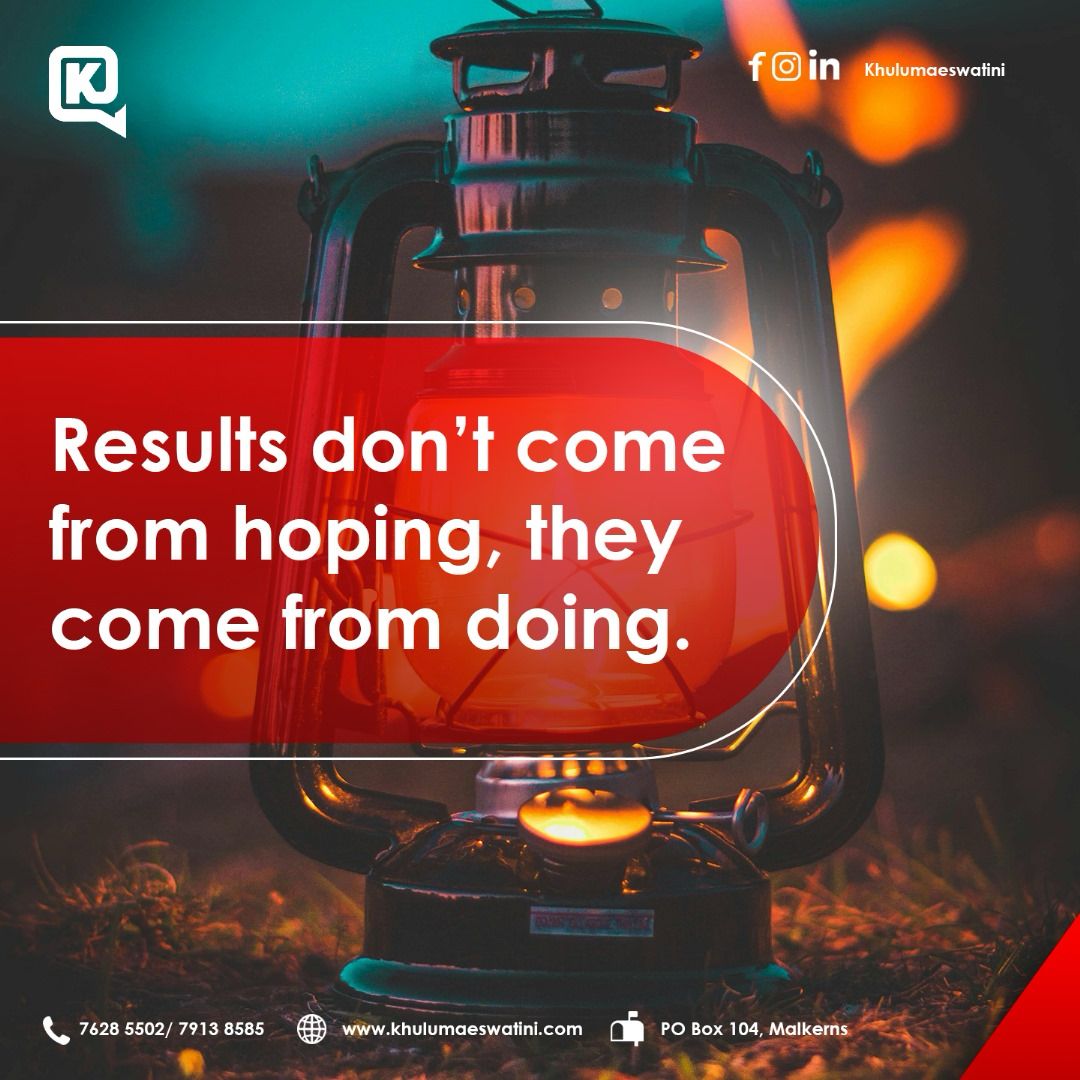 K
Khulumaeswatini
Results don’t come
from hoping, they
come from doing.
7628 5502/ 7913 8585
www.khulumaeswatini.com
PO Box 104, Malkerns